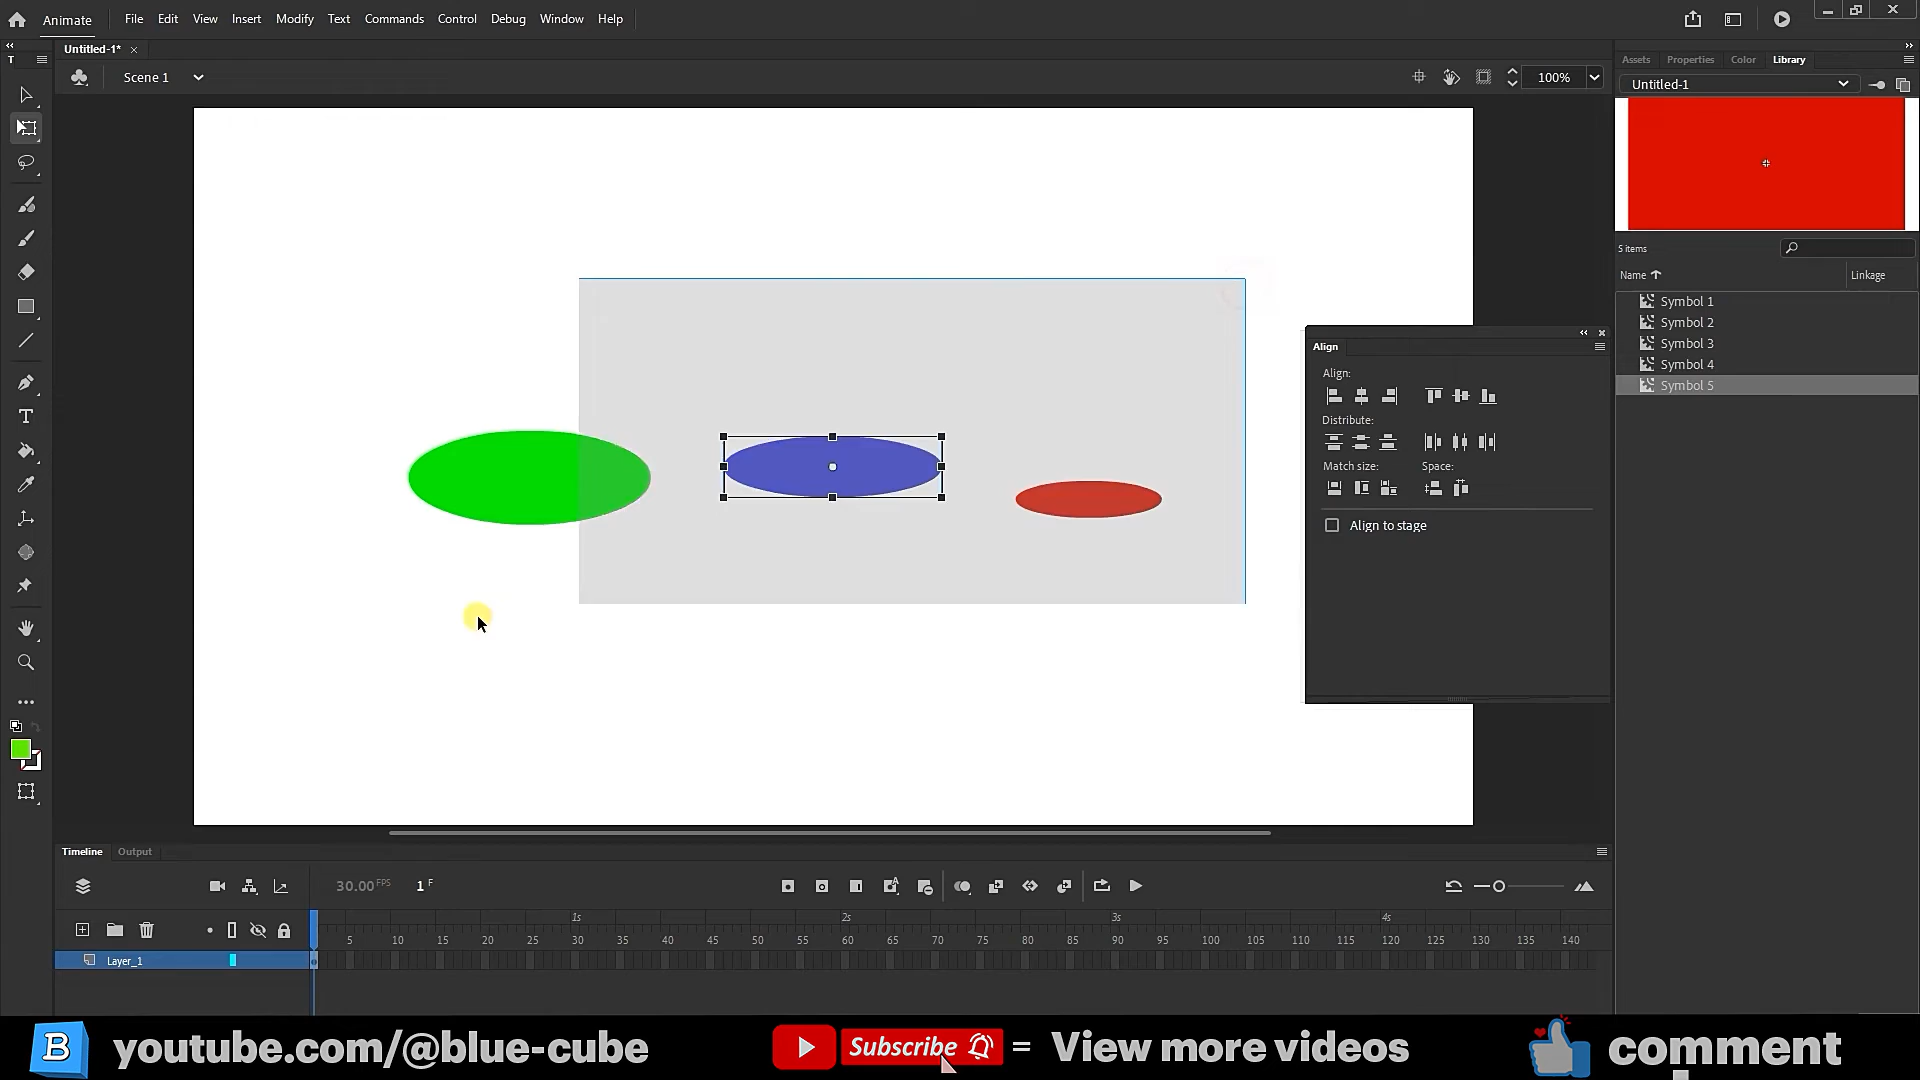 Animate File Edit View Insert Modify Text Commands Control Debug Window Help
Untitled-1*
Scene 1
100%
T
Assets Properties Color Library
Untitled-1
5 items
Name Linkage
Symbol 1
Symbol 2
Symbol 3
Symbol 4
Symbol 5
Align
Align:
Distribute:
Match size: Space:
Align to stage
Timeline Output
30.00 FPS 1 F
1s 2s 3s 4s
5 10 15 20 25 30 35 40 45 50 55 60 65 70 75 80 85 90 95 100 105 110 115 120 125 130 135 140
Layer_1
B youtube.com/@blue-cube Subscribe = View more videos comment